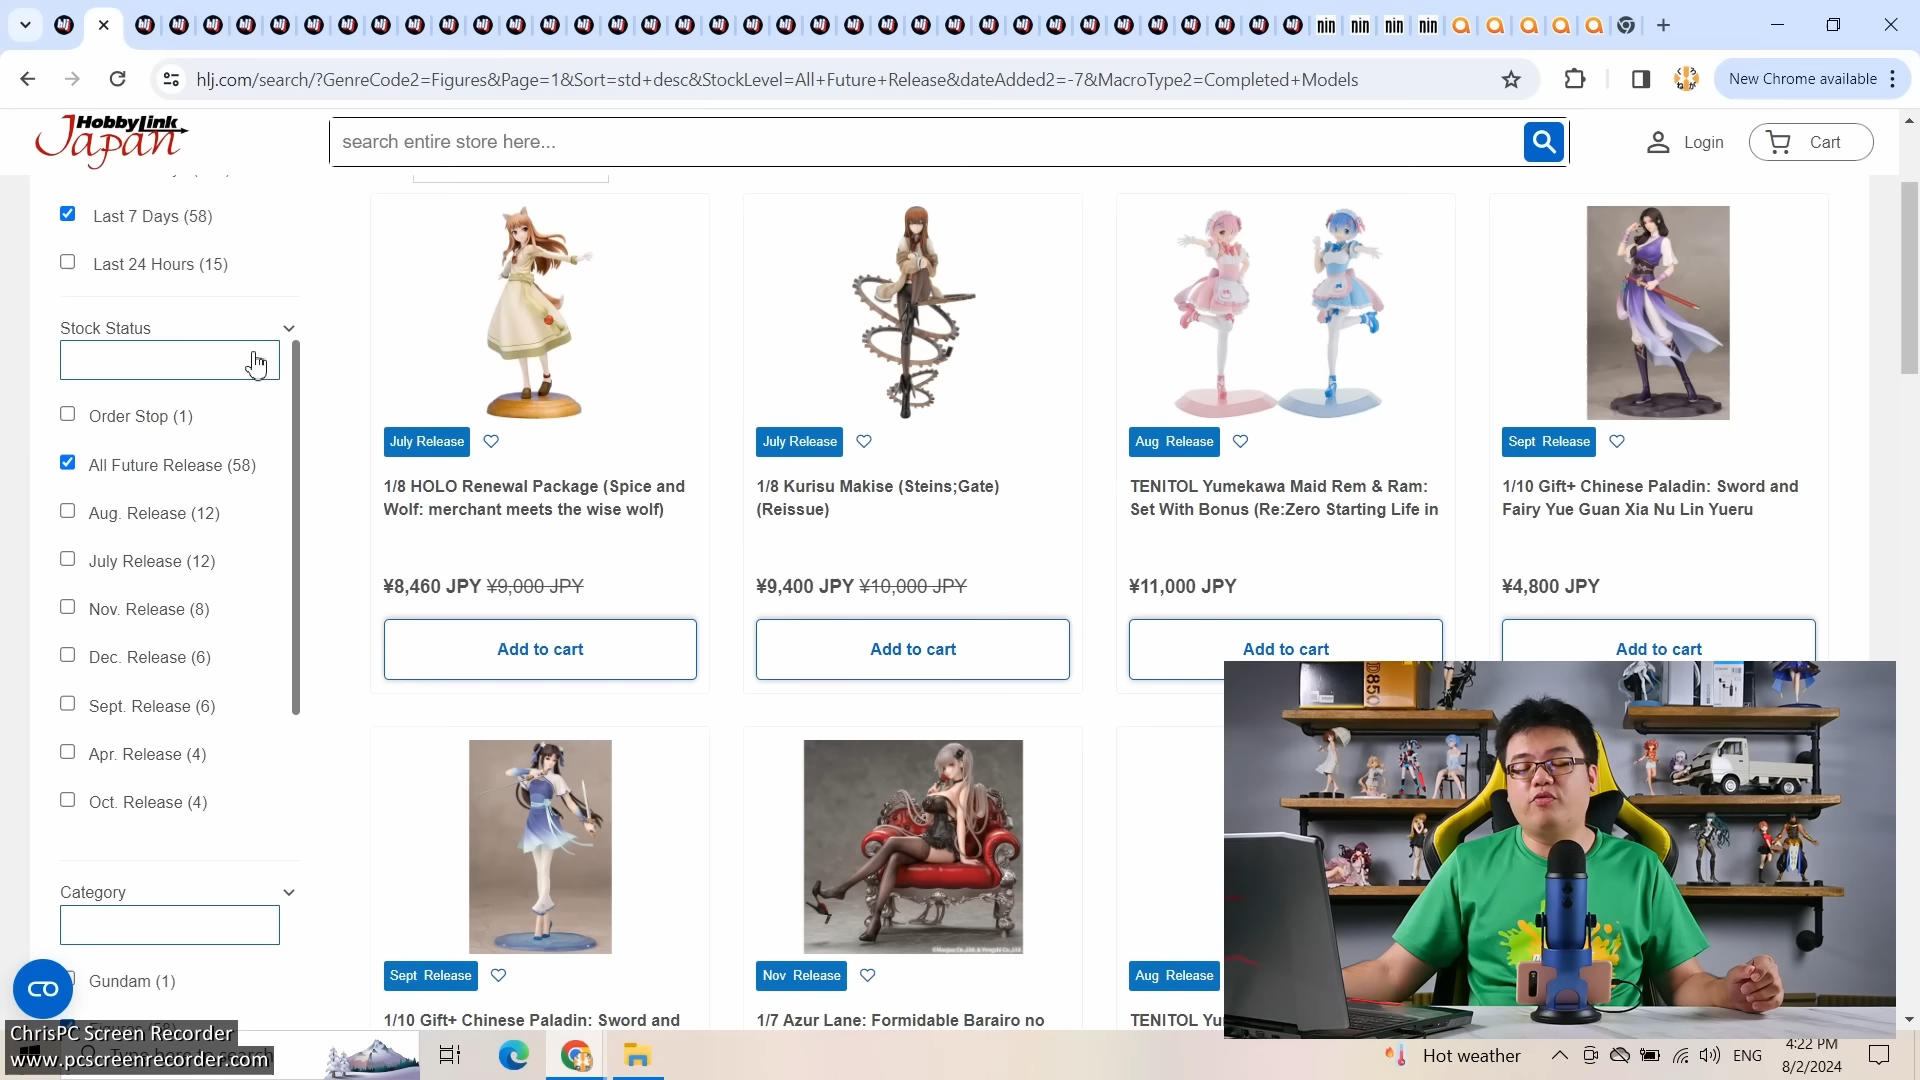 hlj
nin nin nin nin
hlj.com/search/?GenreCode2=Figures&Page=1&Sort=std+desc&StockLevel=All+Future+Release&dateAdded2=-7&MacroType2=Completed+Models
New Chrome available
HobbyLink
Japan
search entire store here...
Login
Cart
Last 7 Days (58)
Last 24 Hours (15)
Stock Status
Order Stop (1)
All Future Release (58)
Aug. Release (12)
July Release (12)
Nov. Release (8)
Dec. Release (6)
Sept. Release (6)
Apr. Release (4)
Oct. Release (4)
Category
Gundam (1)
July Release
1/8 HOLO Renewal Package (Spice and
Wolf: merchant meets the wise wolf)
¥8,460 JPY ¥9,000 JPY
Add to cart
July Release
1/8 Kurisu Makise (Steins;Gate)
(Reissue)
¥9,400 JPY ¥10,000 JPY
Add to cart
Aug Release
TENITOL Yumekawa Maid Rem & Ram:
Set With Bonus (Re:Zero Starting Life in
¥11,000 JPY
Add to cart
Sept Release
1/10 Gift+ Chinese Paladin: Sword and
Fairy Yue Guan Xia Nu Lin Yueru
¥4,800 JPY
Add to cart
Sept Release
1/10 Gift+ Chinese Paladin: Sword and
Nov Release
1/7 Azur Lane: Formidable Barairo no
Aug Release
TENITOL Yu
D850
ChrisPC Screen Recorder
www.pcscreenrecorder.com
Hot weather
ENG
4:22 PM
8/2/2024